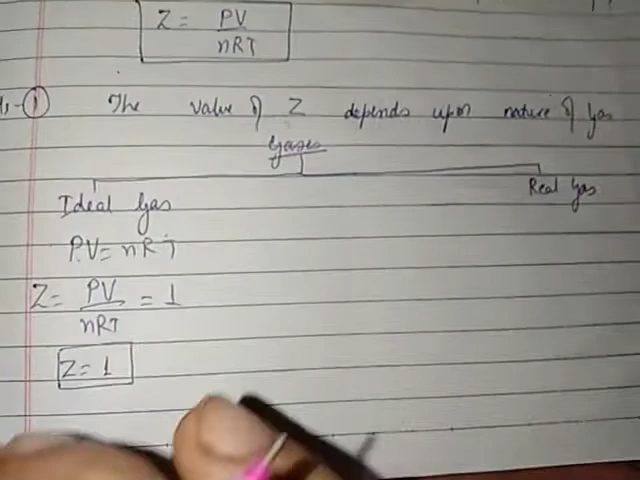 Z = PV
nRT
① The value of Z depends upon nature of gas
Gases
Ideal Gas
Real Gas
PV = nRT
Z = PV = 1
nRT
Z = 1